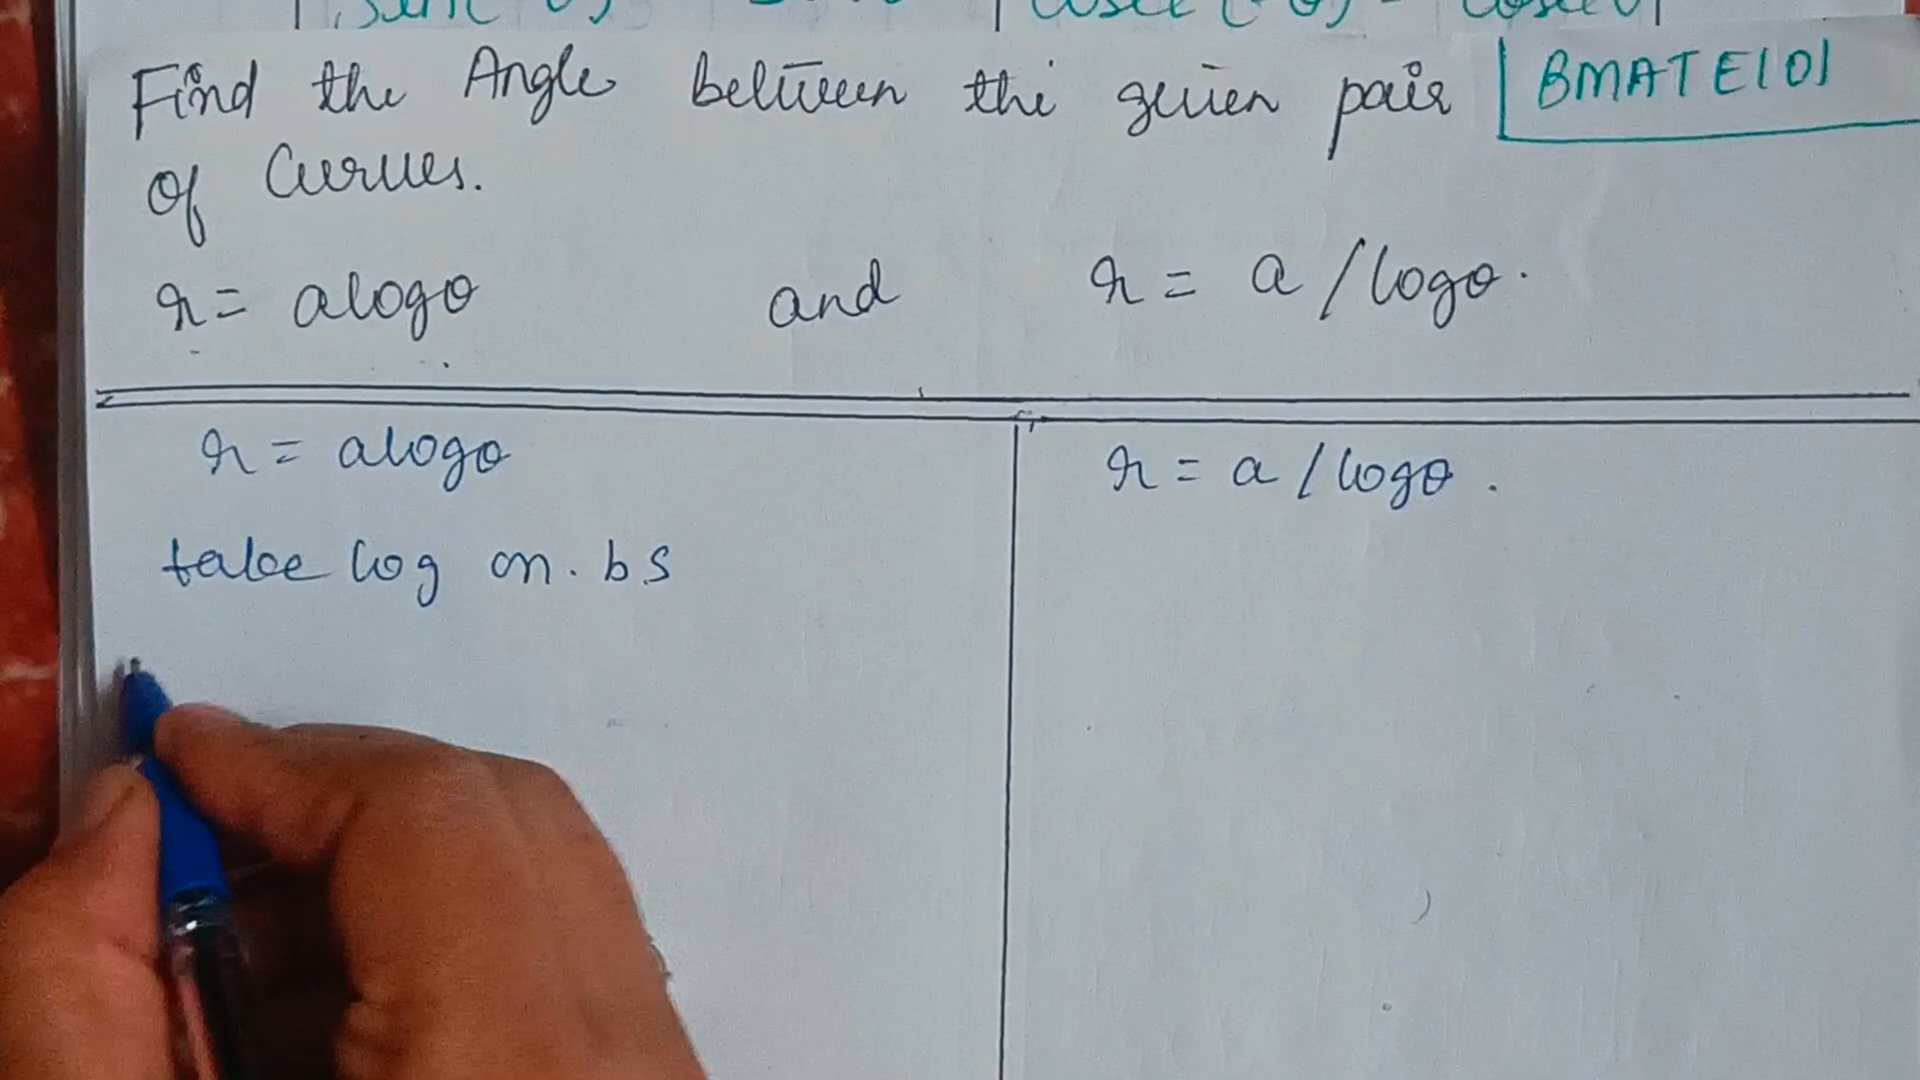 Find the Angle between the given pair
BMATE101
of Curves.
r = alogθ and r = a / logθ.
r = alogθ
r = a / logθ.
take log on. b.s